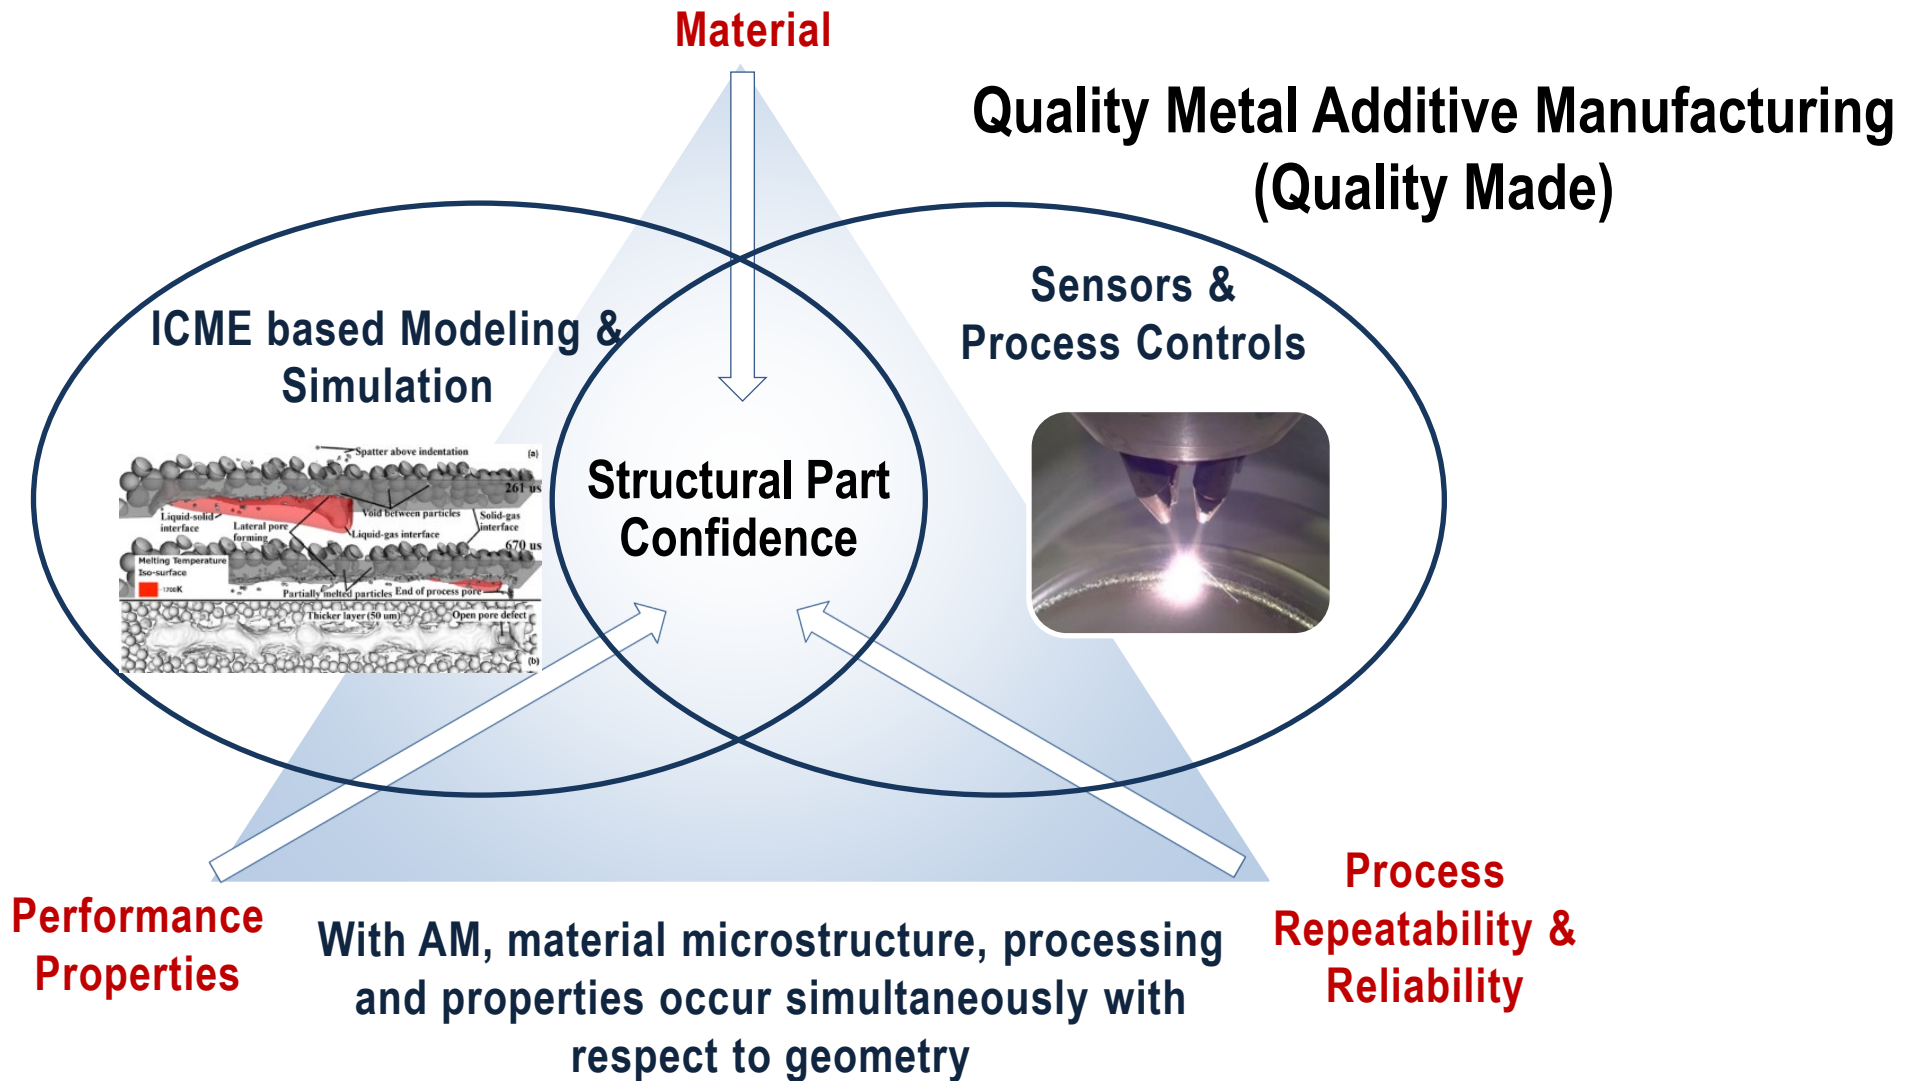 Material
Quality Metal Additive Manufacturing
(Quality Made)
ICME based Modeling &
Simulation
Sensors &
Process Controls
Spatter above indentation
(a)
261 us
Void between particles
Liquid-solid
interface
Lateral pore
forming
Liquid-gas interface
Solid-gas
interface
670 us
Melting Temperature
Iso-surface
1700K
Partially melted particles
End of process pore
Thicker layer (50 um)
Open pore defect
(b)
Structural Part
Confidence
Performance
Properties
With AM, material microstructure, processing
and properties occur simultaneously with
respect to geometry
Process
Repeatability &
Reliability